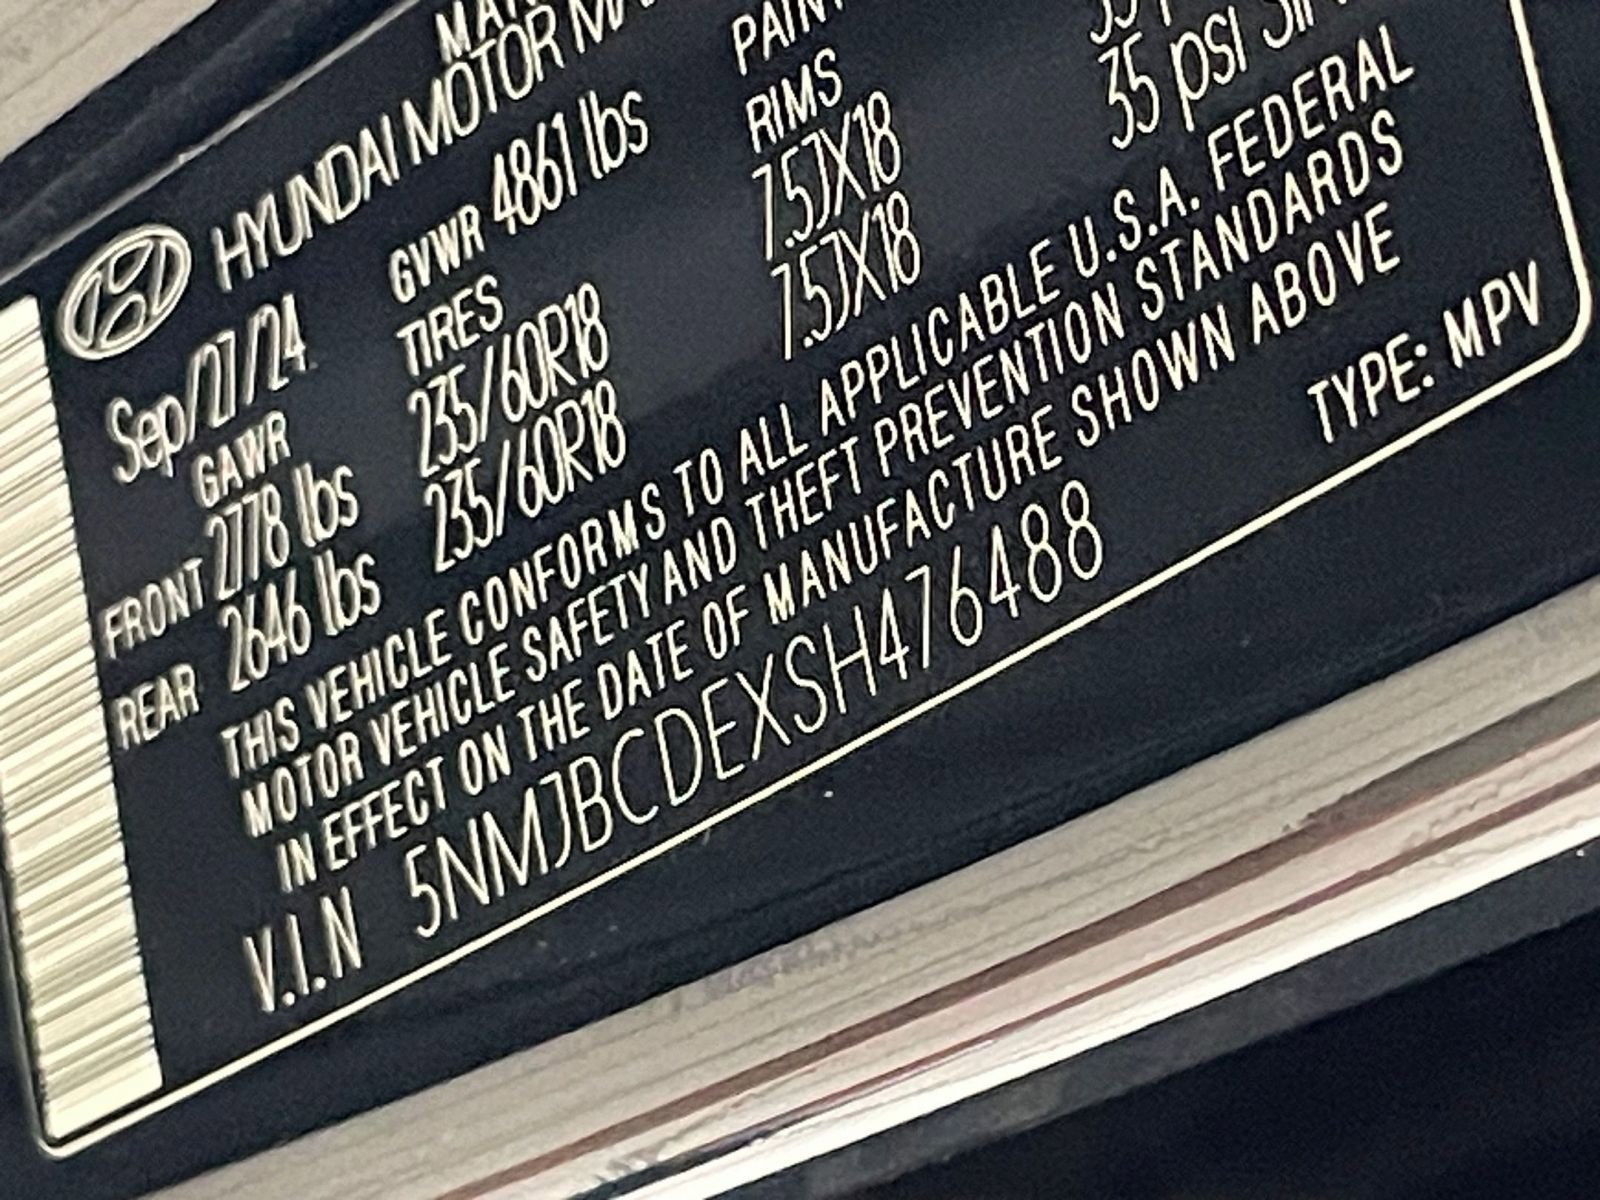 HYUNDAI MOTOR
Sep/27/24 GVWR 4861 lbs
GAWR TIRES RIMS
FRONT 2778 lbs 235/60R18 7.5JX18
REAR 2646 lbs 235/60R18 7.5JX18 35 psi
THIS VEHICLE CONFORMS TO ALL APPLICABLE U.S.A. FEDERAL
MOTOR VEHICLE SAFETY AND THEFT PREVENTION STANDARDS
IN EFFECT ON THE DATE OF MANUFACTURE SHOWN ABOVE
V.I.N 5NMJBCDEXSH476488
TYPE: MPV